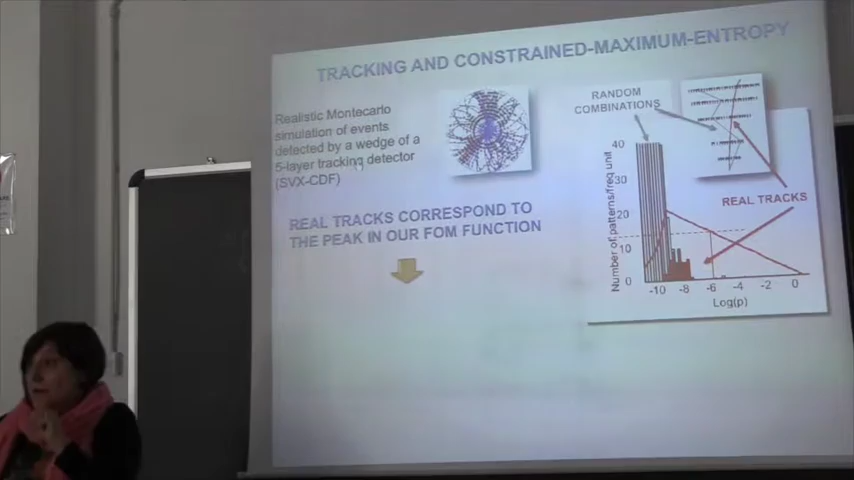 TRACKING AND CONSTRAINED-MAXIMUM-ENTROPY
Realistic Montecarlo
simulation of events
detected by a wedge of a
5-layer tracking detector
(SVX-CDF)
REAL TRACKS CORRESPOND TO
THE PEAK IN OUR FOM FUNCTION
RANDOM
COMBINATIONS
REAL TRACKS
Number of patterns/freq unit
40
30
20
10
0
-10 -8 -6 -4 -2 0
Log(p)